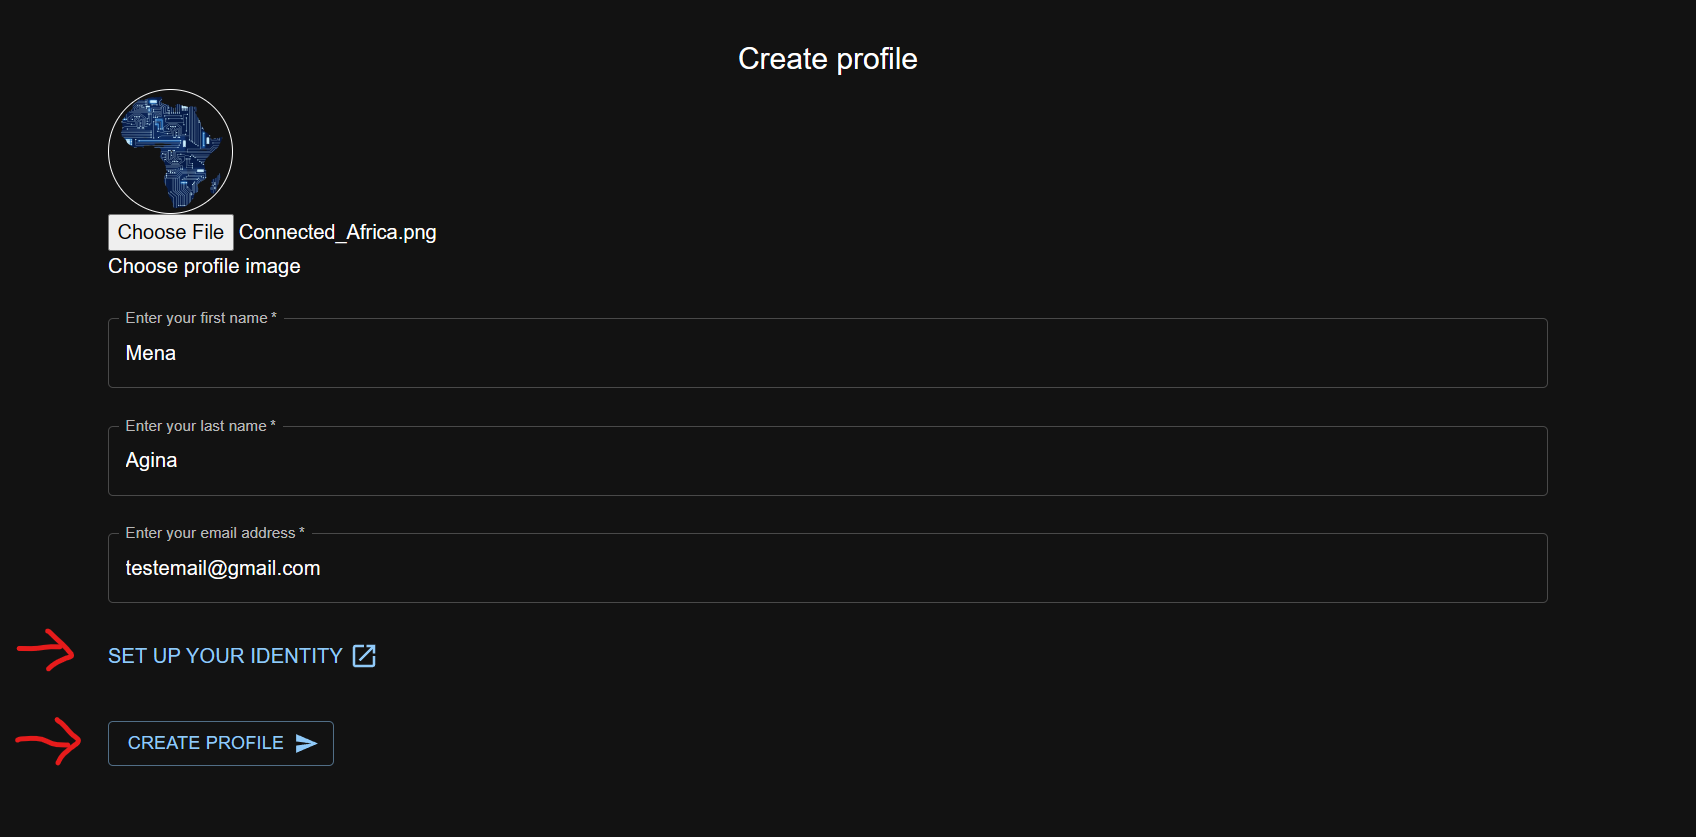 Create profile
Choose File Connected_Africa.png
Choose profile image
Enter your first name *
Mena
Enter your last name *
Agina
Enter your email address *
testemail@gmail.com
SET UP YOUR IDENTITY
CREATE PROFILE